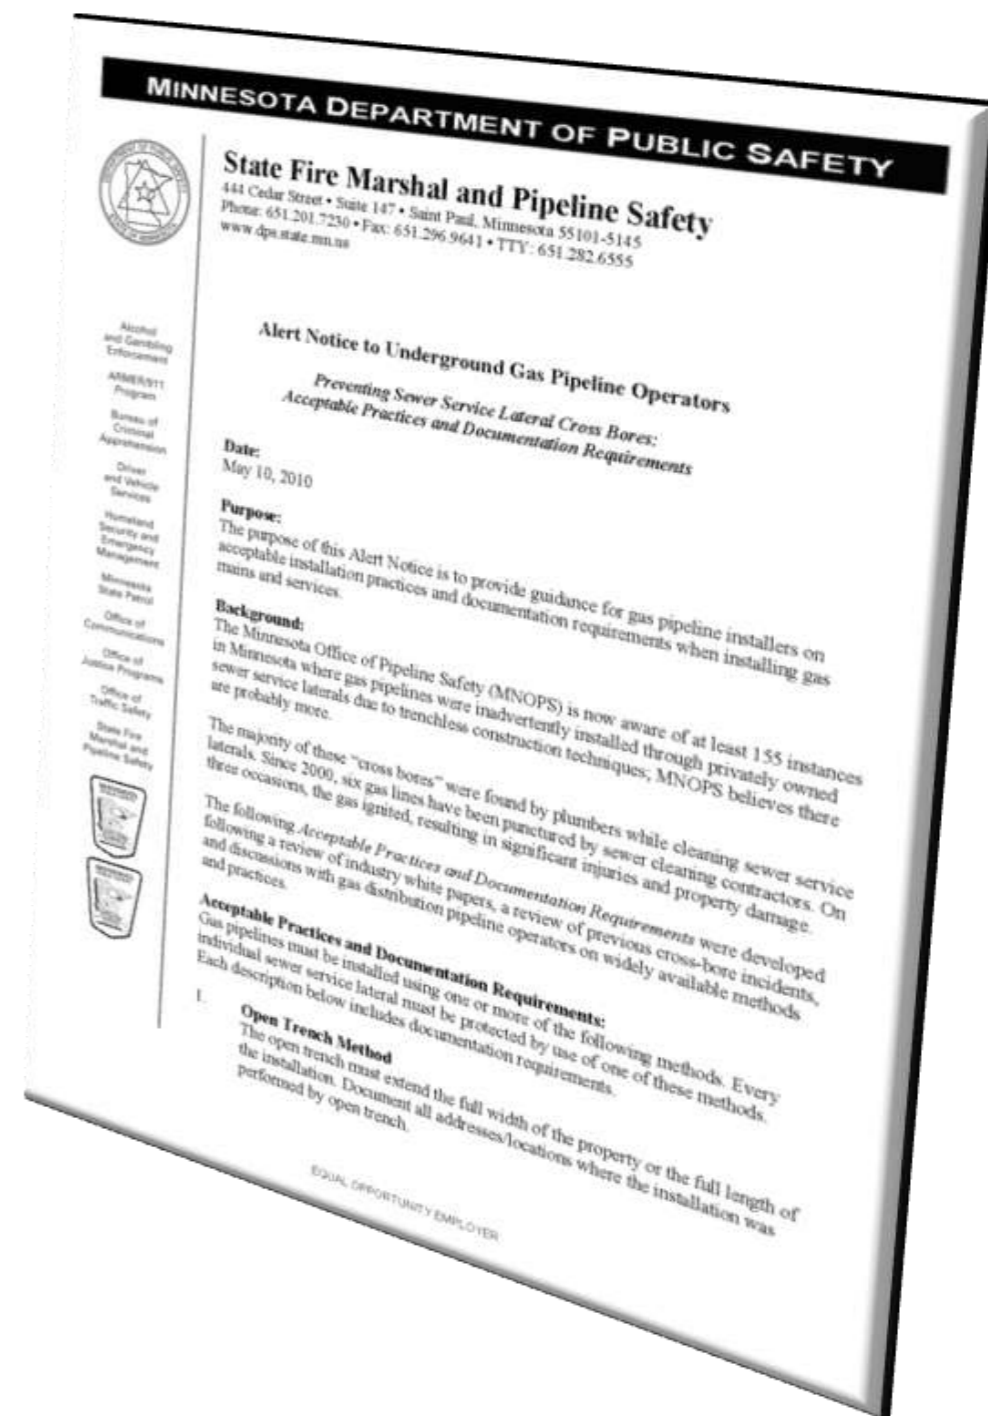 MINNESOTA DEPARTMENT OF PUBLIC SAFETY
State Fire Marshal and Pipeline Safety
444 Cedar Street • Suite 147 • Saint Paul, Minnesota 55101-5145
Phone: 651.201.7230 • Fax: 651.296.9641 • TTY: 651.282.6555
www.dps.state.mn.us
Alcohol
and Gambling
Enforcement
ARMER/911
Program
Bureau of
Criminal
Apprehension
Driver
and Vehicle
Services
Homeland
Security and
Emergency
Management
Minnesota
State Patrol
Office of
Communications
Office of
Justice Programs
Office of
Traffic Safety
State Fire
Marshal and
Pipeline Safety
Alert Notice to Underground Gas Pipeline Operators
Preventing Sewer Service Lateral Cross Bores:
Acceptable Practices and Documentation Requirements
Date:
May 10, 2010
Purpose:
The purpose of this Alert Notice is to provide guidance for gas pipeline installers on
acceptable installation practices and documentation requirements when installing gas
mains and services.
Background:
The Minnesota Office of Pipeline Safety (MNOPS) is now aware of at least 155 instances
in Minnesota where gas pipelines were inadvertently installed through privately owned
sewer service laterals due to trenchless construction techniques; MNOPS believes there
are probably more.
The majority of these "cross bores" were found by plumbers while cleaning sewer service
laterals. Since 2000, six gas lines have been punctured by sewer cleaning contractors. On
three occasions, the gas ignited, resulting in significant injuries and property damage.
The following Acceptable Practices and Documentation Requirements were developed
following a review of industry white papers, a review of previous cross-bore incidents,
and discussions with gas distribution pipeline operators on widely available methods
and practices.
Acceptable Practices and Documentation Requirements:
Gas pipelines must be installed using one or more of the following methods. Every
individual sewer service lateral must be protected by use of one of these methods.
Each description below includes documentation requirements.
1. Open Trench Method
The open trench must extend the full width of the property or the full length of
the installation. Document all addresses/locations where the installation was
performed by open trench.
EQUAL OPPORTUNITY EMPLOYER